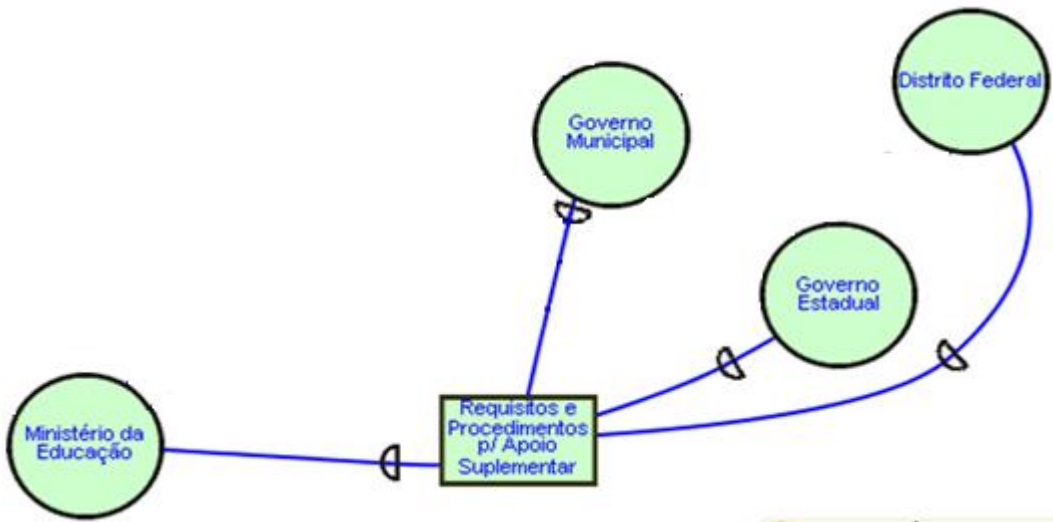 Distrito Federal
Governo
Municipal
Governo
Estadual
Requisitos e
Procedimentos
p/ Apoio
Suplementar
Ministério da
Educação